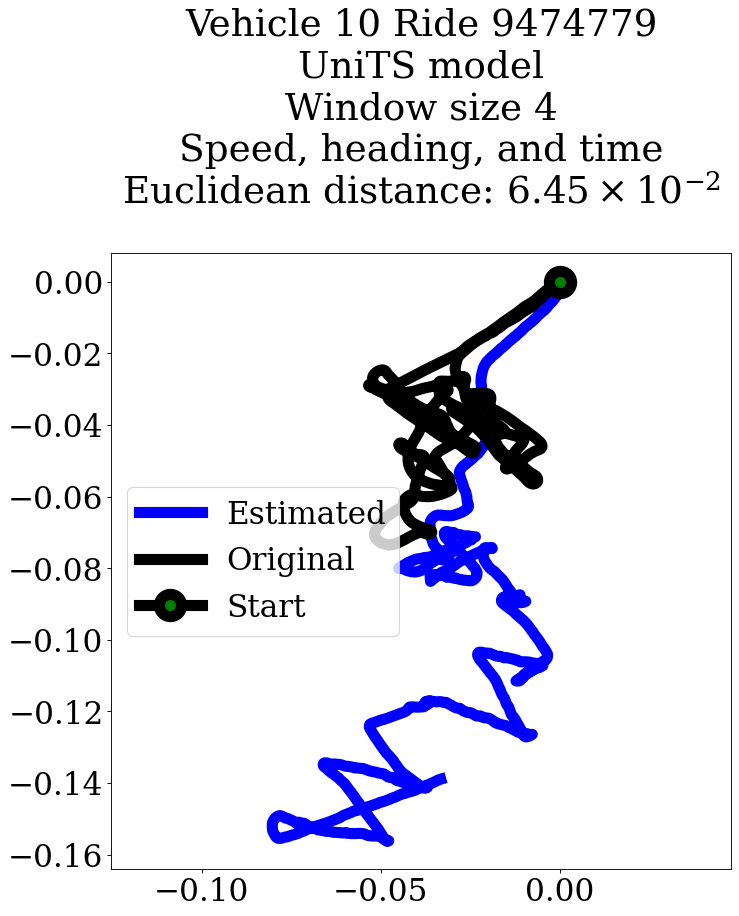 Vehicle 10 Ride 9474779
UniTS model
Window size 4
Speed, heading, and time
Euclidean distance: 6.45 × 10⁻²
0.00
−0.02
−0.04
−0.06
−0.08
−0.10
−0.12
−0.14
−0.16
Estimated
Original
Start
−0.10 −0.05 0.00